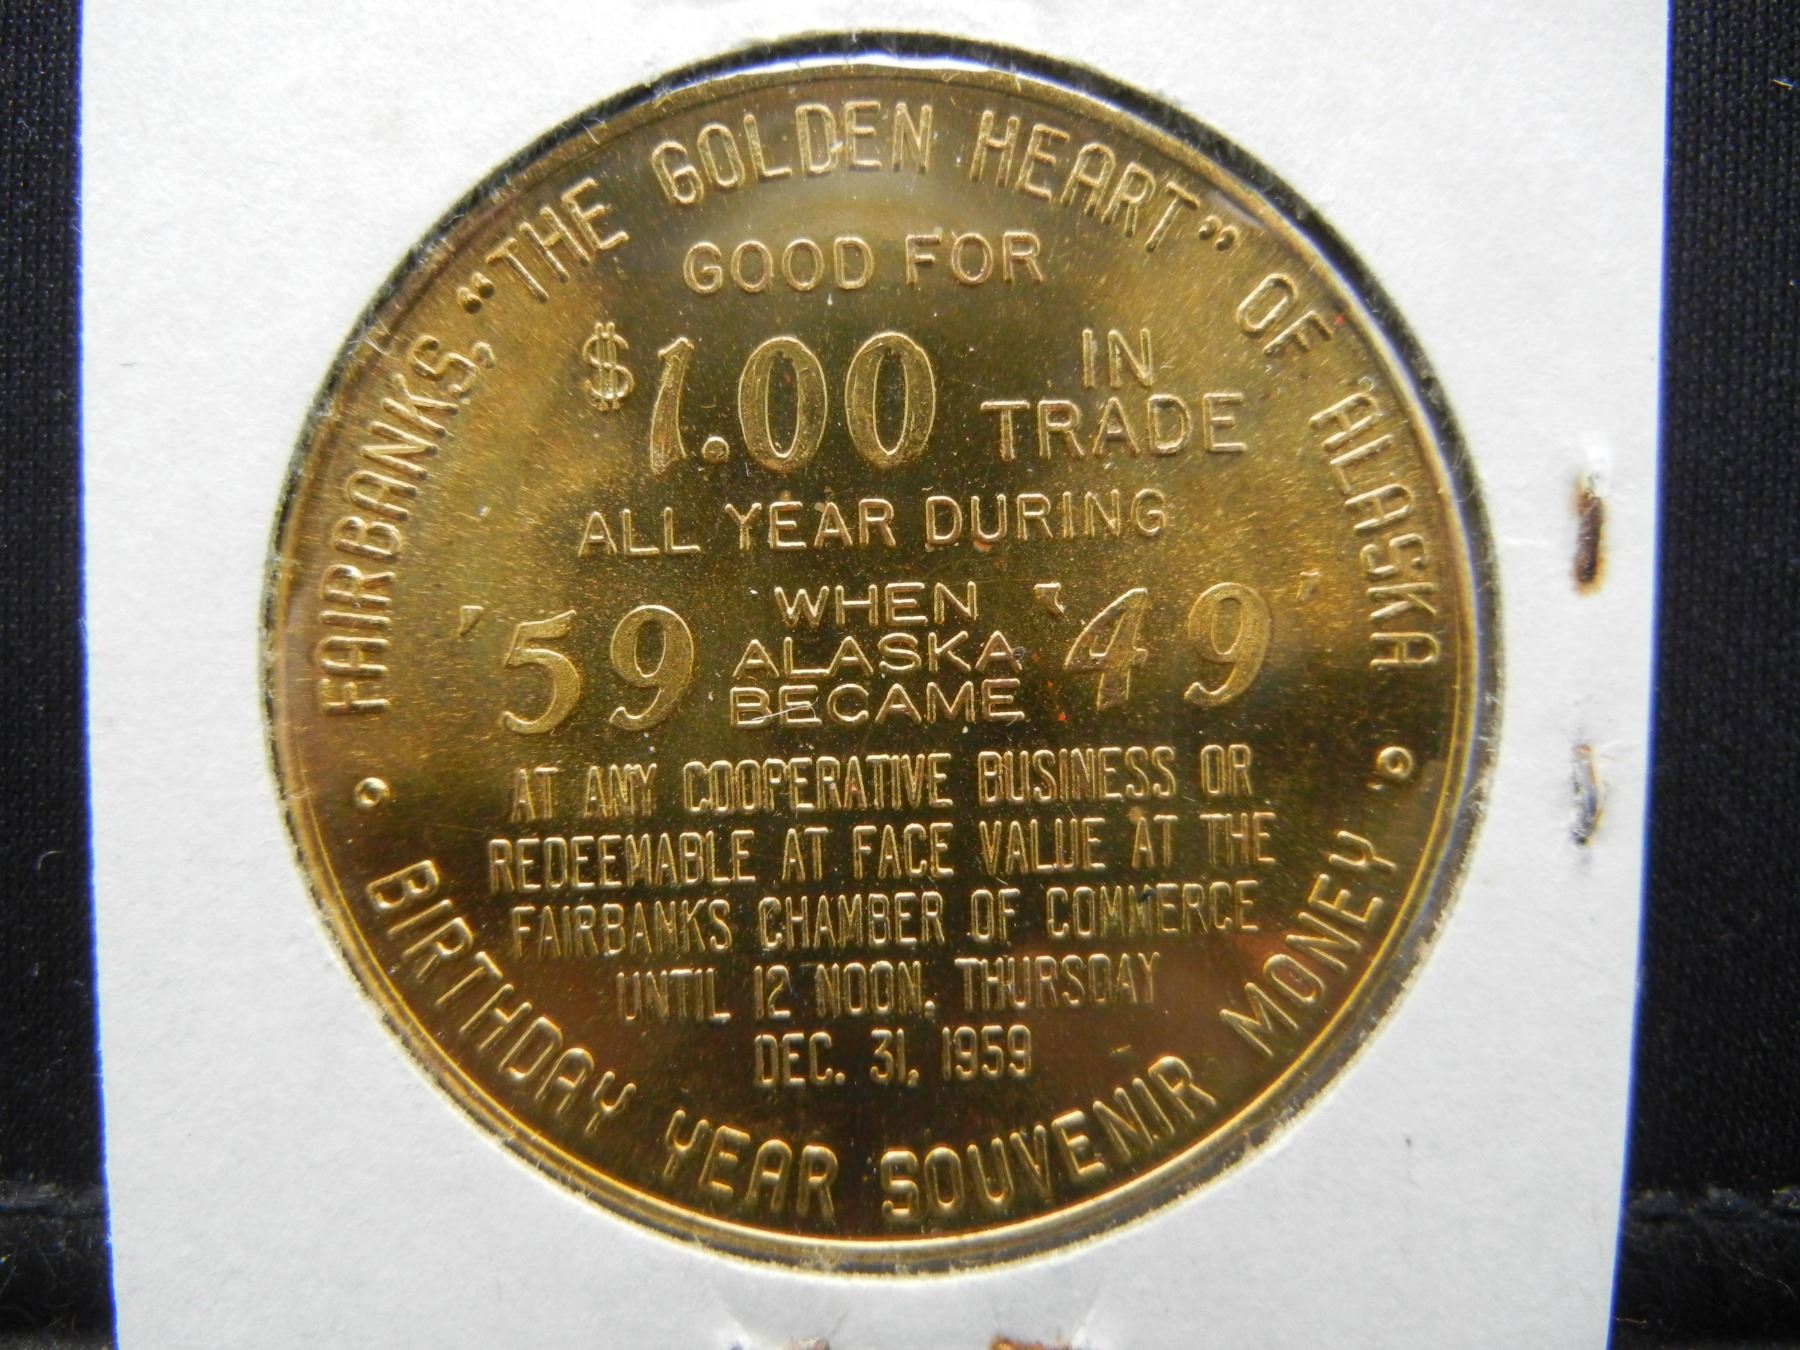 FAIRBANKS, “THE GOLDEN HEART” OF ALASKA
GOOD FOR
$1.00 IN TRADE
ALL YEAR DURING
'59 WHEN ALASKA BECAME '49'
AT ANY COOPERATIVE BUSINESS OR
REDEEMABLE AT FACE VALUE AT THE
FAIRBANKS CHAMBER OF COMMERCE
UNTIL 12 NOON, THURSDAY
DEC. 31, 1959
BIRTHDAY YEAR SOUVENIR MONEY